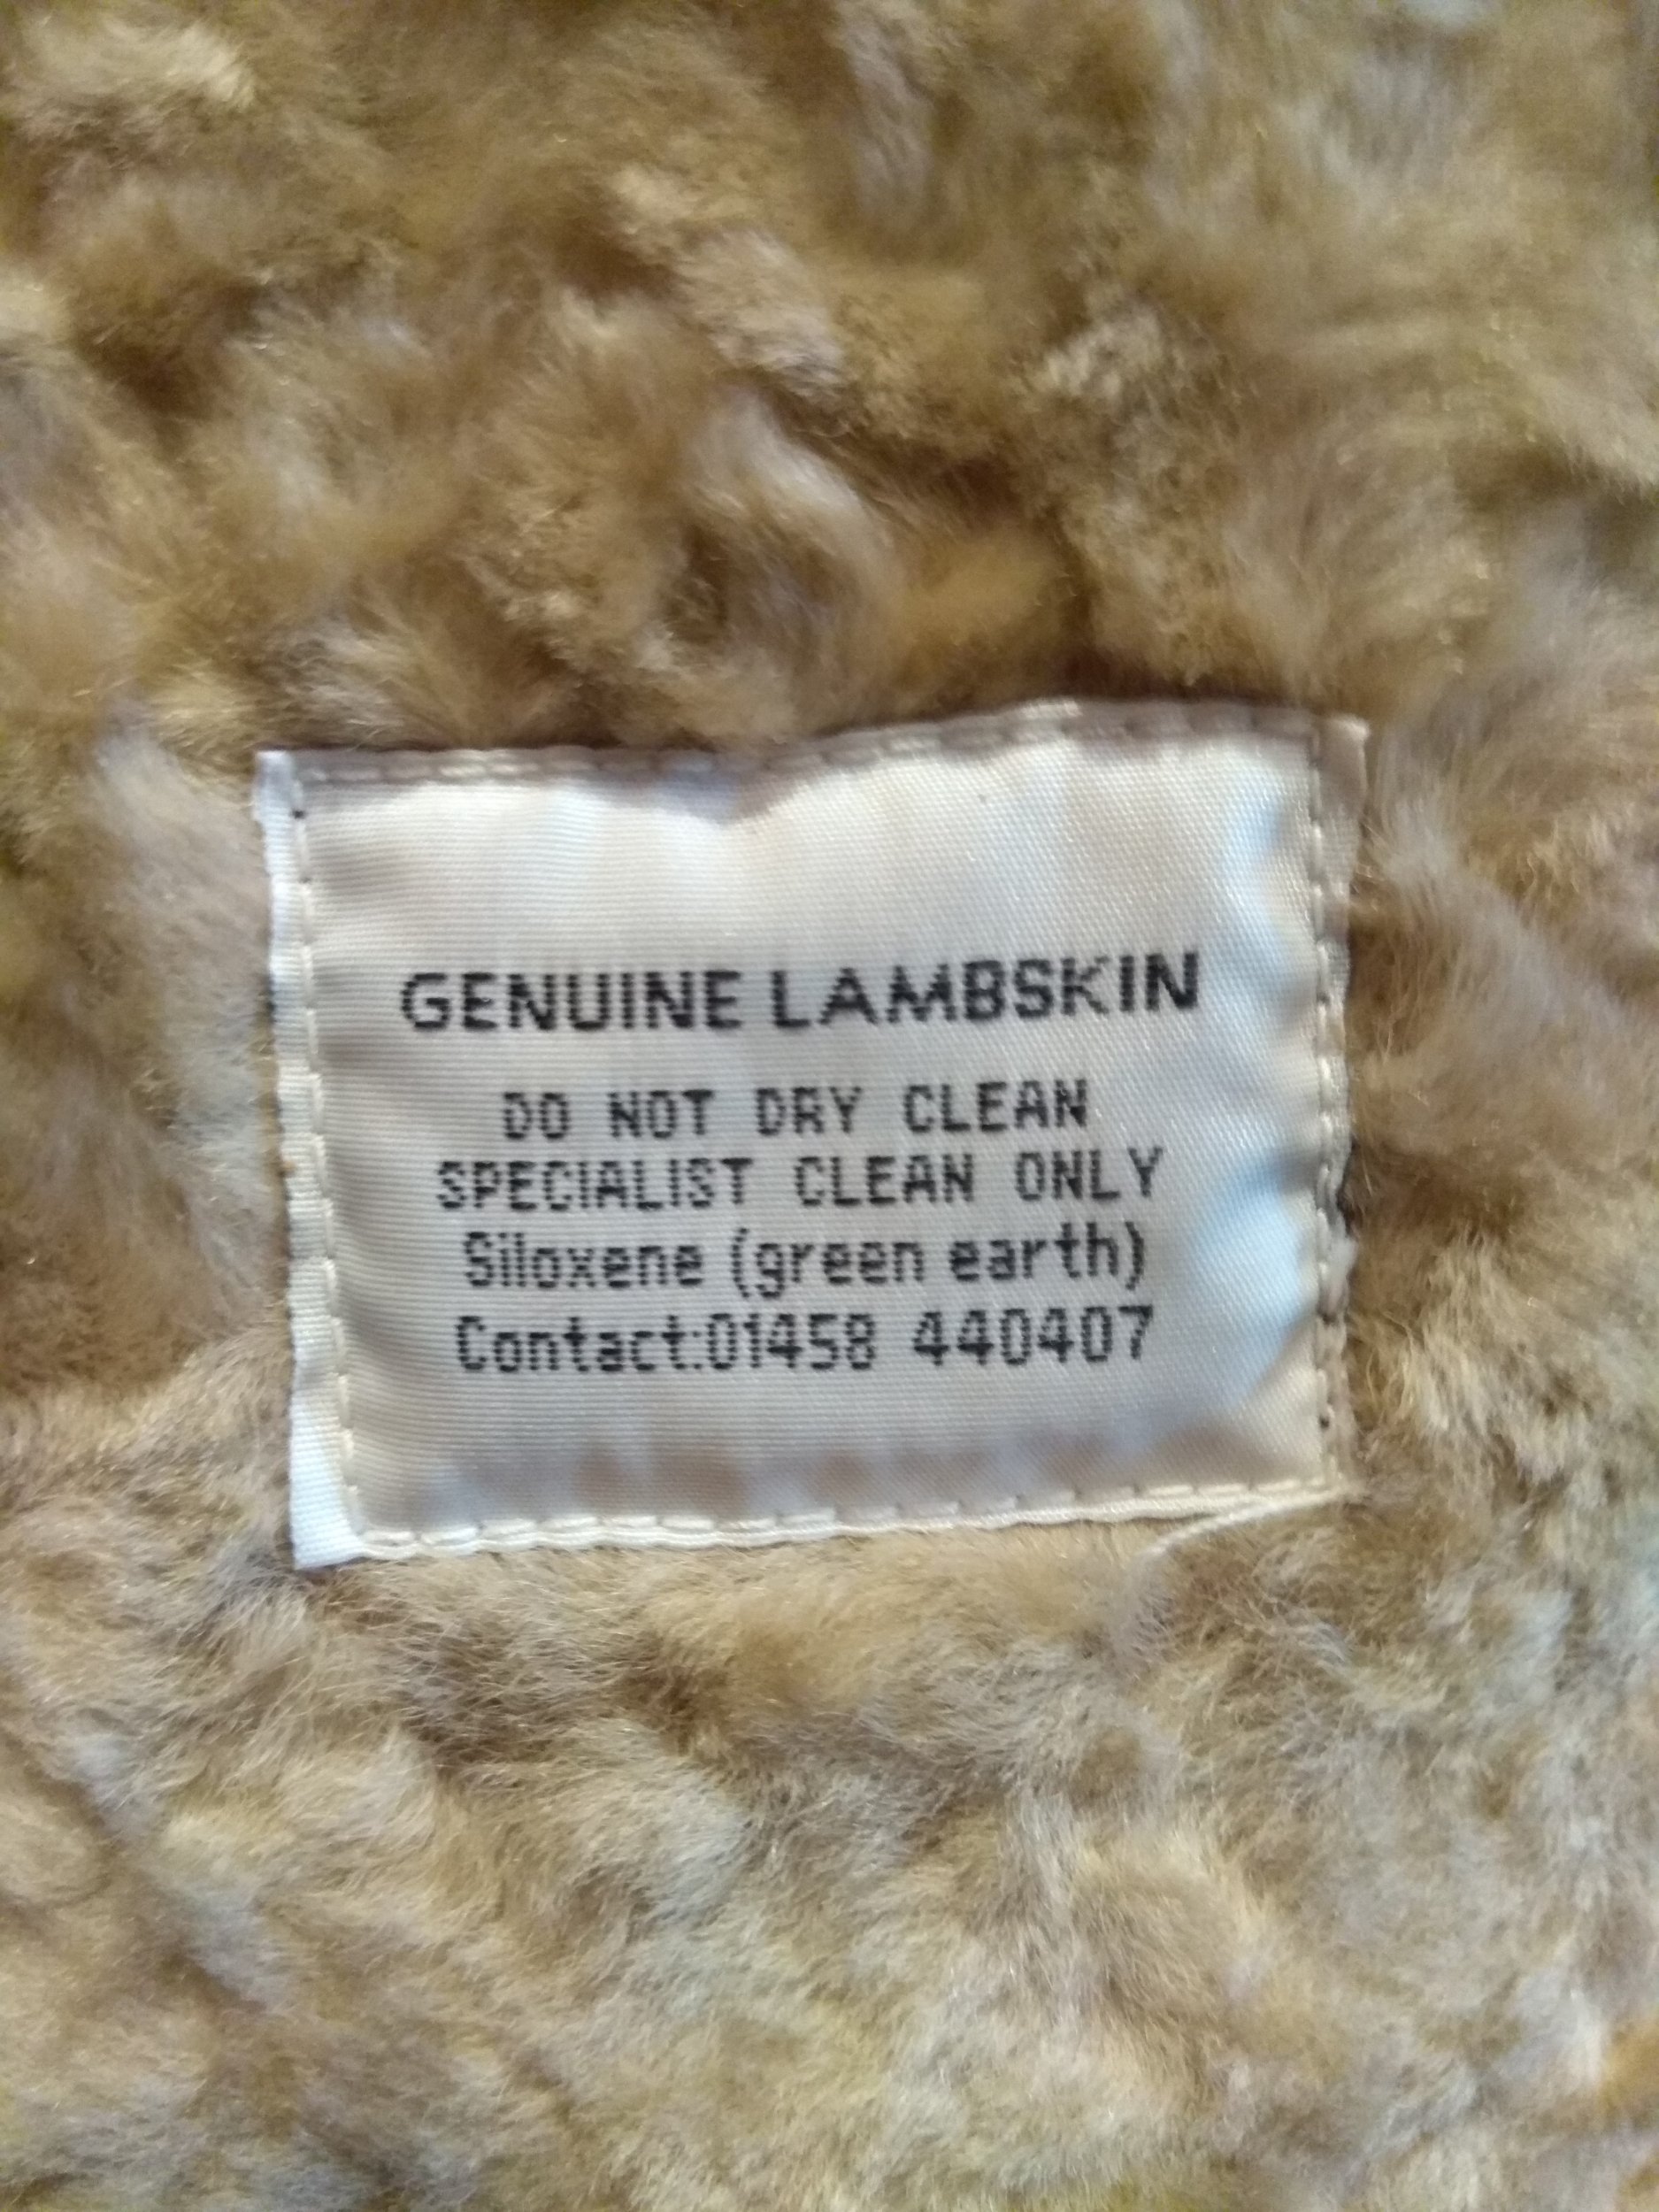 GENUINE LAMBSKIN
DO NOT DRY CLEAN
SPECIALIST CLEAN ONLY
Siloxene (green earth)
Contact:01458 440407